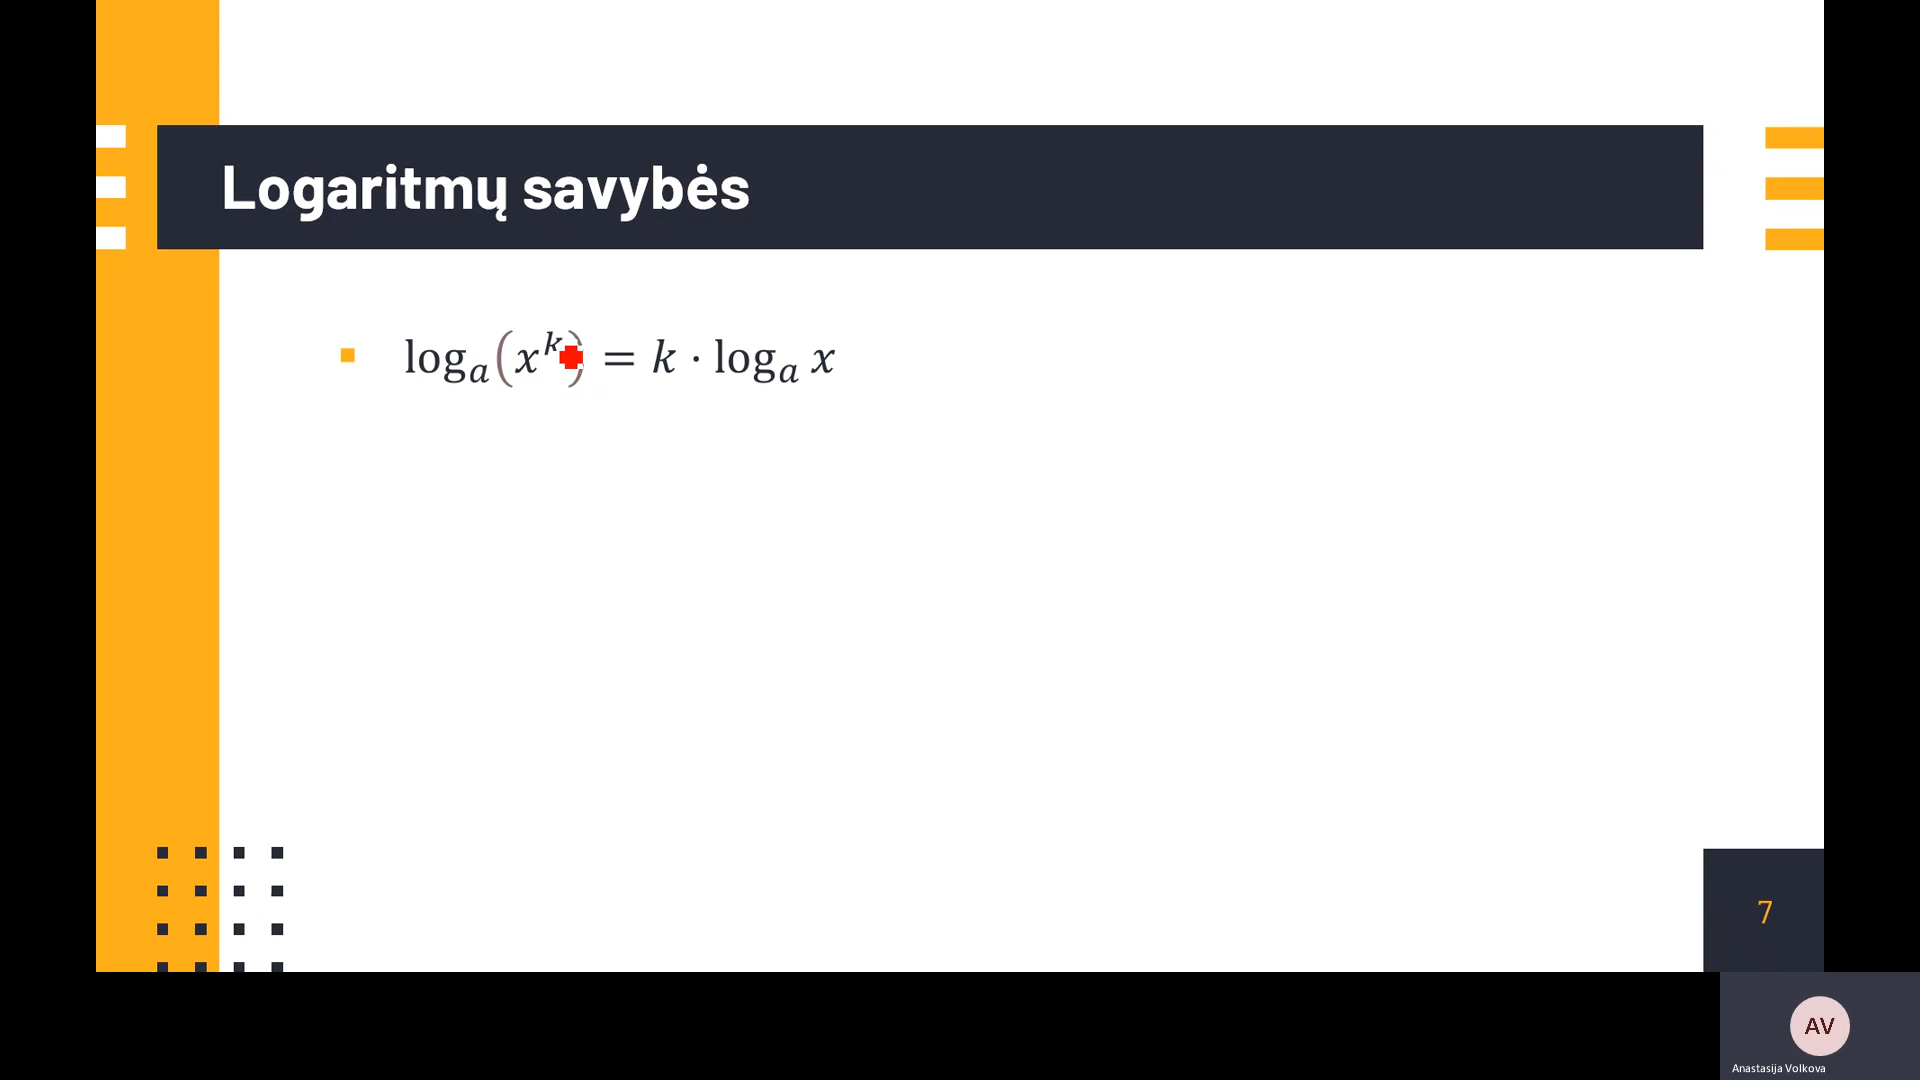 Logaritmų savybės
▪ logₐ(xᵏ) = k · logₐ x
7
AV
Anastasija Volkova